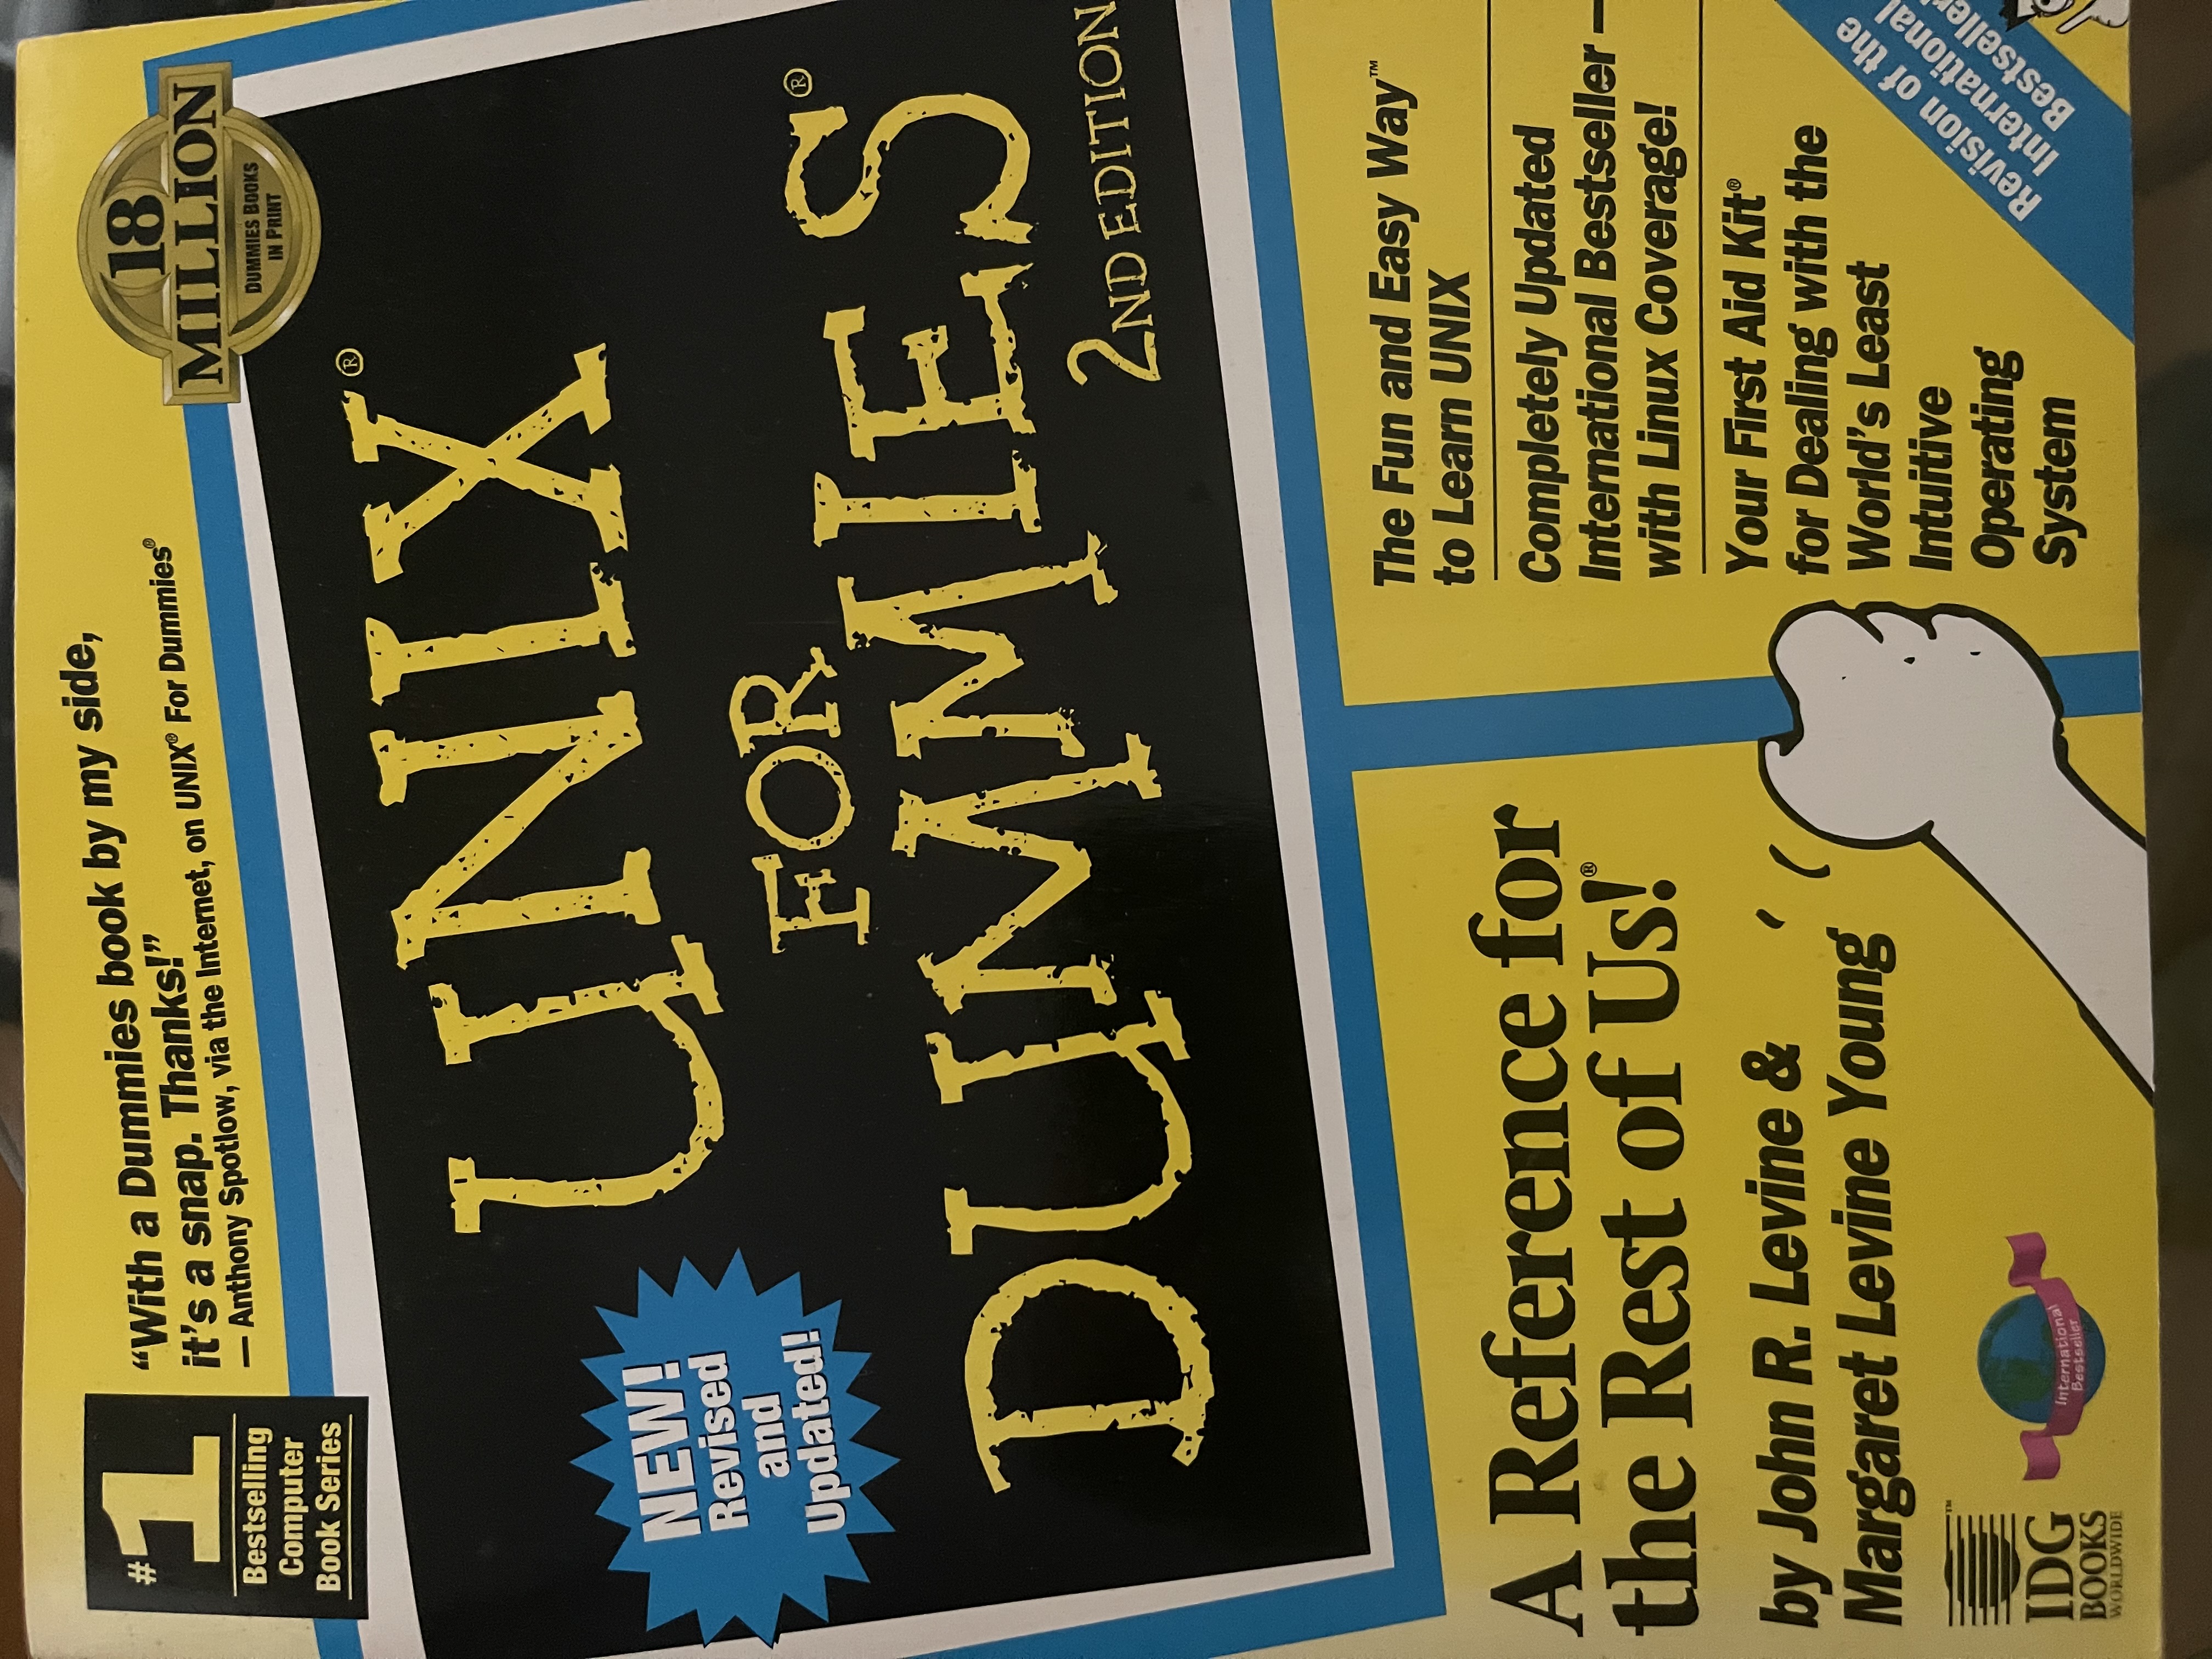 #1
Bestselling
Computer
Book Series
“With a Dummies book by my side,
it's a snap. Thanks!”
— Anthony Spotlow, via the Internet, on UNIX® For Dummies®
18
MILLION
DUMMIES BOOKS
IN PRINT
NEW!
Revised
and
Updated!
UNIX®
FOR
DUMMIES®
2ND EDITION
A Reference for
the Rest of Us!®
by John R. Levine &
Margaret Levine Young
IDG
BOOKS
WORLDWIDE
™
International
Bestseller
The Fun and Easy Way™
to Learn UNIX
Completely Updated
International Bestseller —
with Linux Coverage!
Your First Aid Kit®
for Dealing with the
World's Least
Intuitive
Operating
System
Revision of the
International
Bestseller